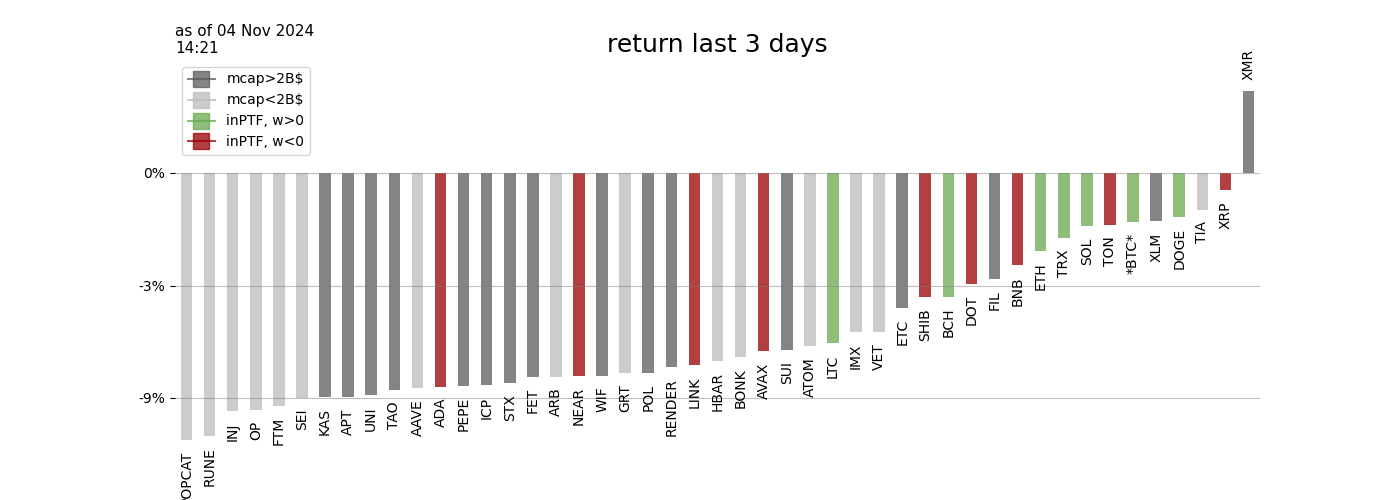 as of 04 Nov 2024
14:21
return last 3 days
mcap>2B$
mcap<2B$
inPTF, w>0
inPTF, w<0
0%
-3%
-9%
RUNE
INJ
OP
FTM
SEI
KAS
APT
UNI
TAO
AAVE
ADA
PEPE
ICP
STX
FET
ARB
NEAR
WIF
GRT
POL
RENDER
LINK
HBAR
BONK
AVAX
SUI
ATOM
LTC
IMX
VET
ETC
SHIB
BCH
DOT
FIL
BNB
ETH
TRX
SOL
TON
*BTC*
XLM
DOGE
TIA
XRP
XMR